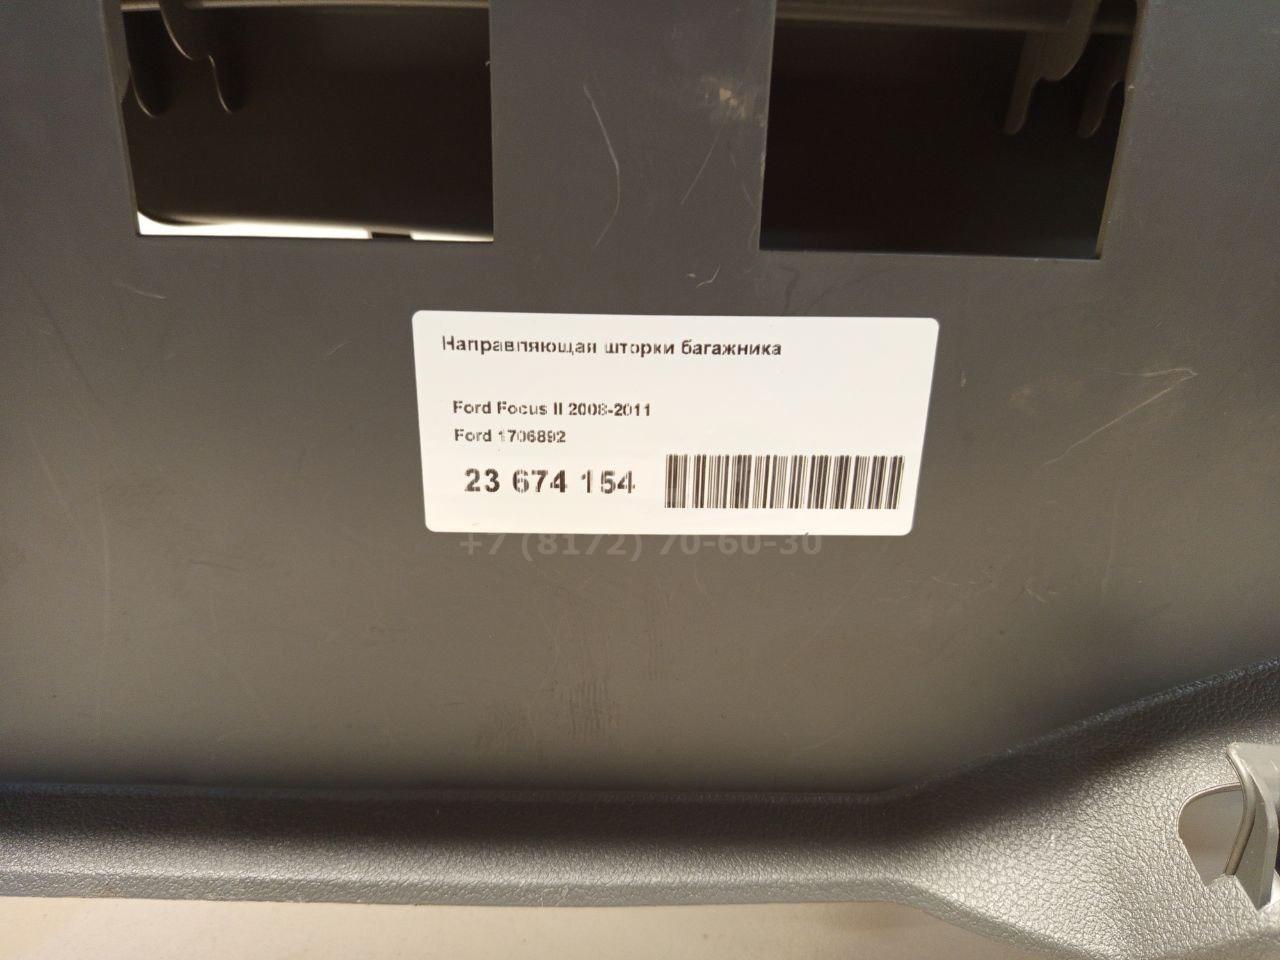 Направляющая шторки багажника
Ford Focus II 2008-2011
Ford 1706892
23 674 154
+7 (8172) 70-60-30